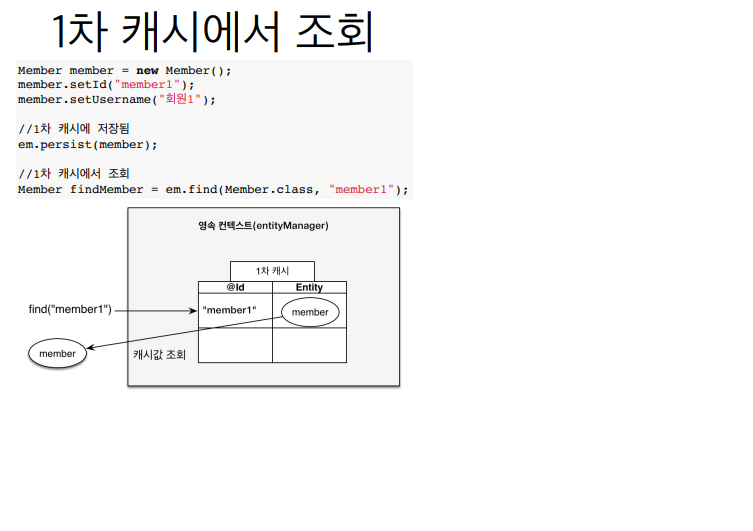 1차 캐시에서 조회
Member member = new Member();
member.setId("member1");
member.setUsername("회원1");
//1차 캐시에 저장됨
em.persist(member);
//1차 캐시에서 조회
Member findMember = em.find(Member.class, "member1");
영속 컨텍스트(entityManager)
1차 캐시
@Id Entity
find("member1") "member1" member
member
캐시값 조회